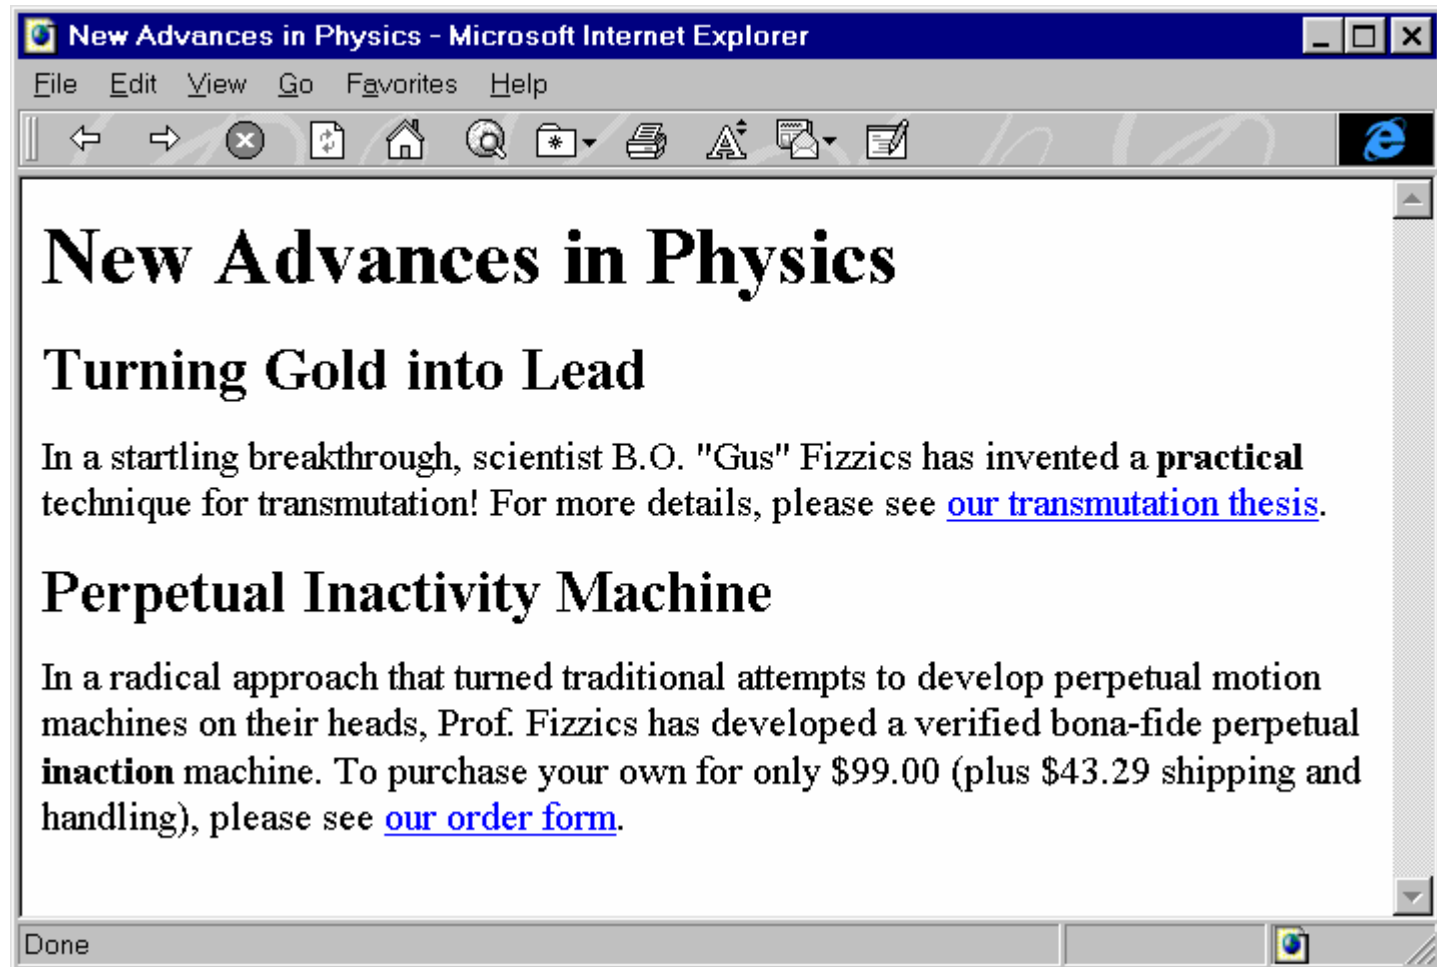 New Advances in Physics - Microsoft Internet Explorer
File Edit View Go Favorites Help
New Advances in Physics
Turning Gold into Lead
In a startling breakthrough, scientist B.O. "Gus" Fizzics has invented a practical
technique for transmutation! For more details, please see our transmutation thesis.
Perpetual Inactivity Machine
In a radical approach that turned traditional attempts to develop perpetual motion
machines on their heads, Prof. Fizzics has developed a verified bona-fide perpetual
inaction machine. To purchase your own for only $99.00 (plus $43.29 shipping and
handling), please see our order form.
Done